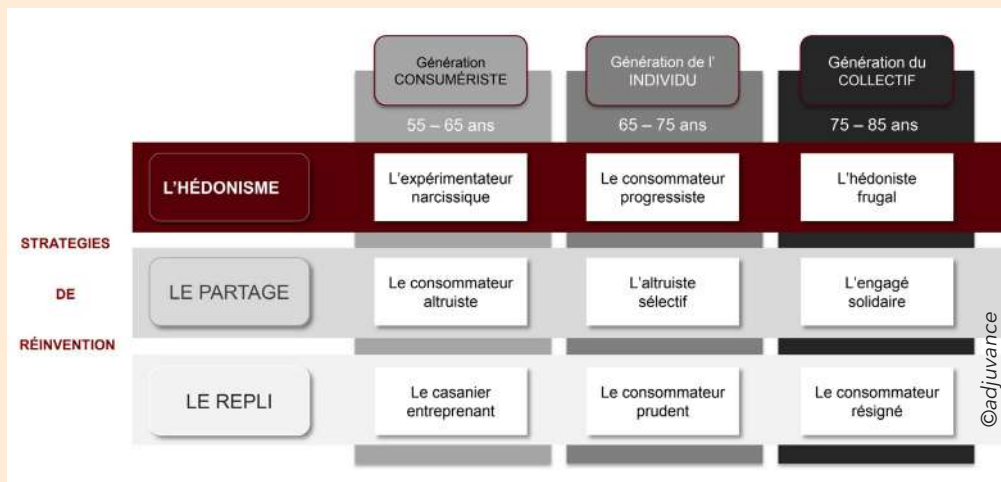 Génération
CONSUMÉRISTE
Génération de l'
INDIVIDU
Génération du
COLLECTIF
55 – 65 ans
65 – 75 ans
75 – 85 ans
L'HÉDONISME
L'expérimentateur
narcissique
Le consommateur
progressiste
L'hédoniste
frugal
STRATEGIES
DE
RÉINVENTION
LE PARTAGE
Le consommateur
altruiste
L'altruiste
sélectif
L'engagé
solidaire
LE REPLI
Le casanier
entreprenant
Le consommateur
prudent
Le consommateur
résigné
©adjuvance